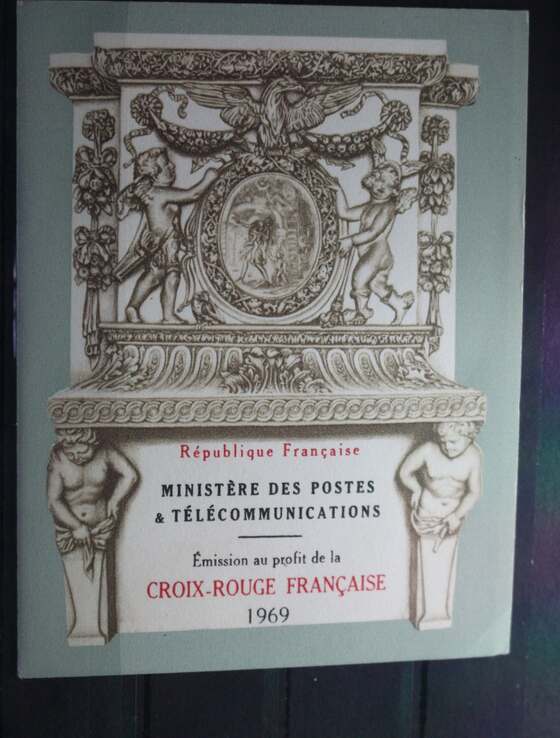 République Française
MINISTÈRE DES POSTES
& TÉLÉCOMMUNICATIONS
Émission au profit de la
CROIX-ROUGE FRANÇAISE
1969